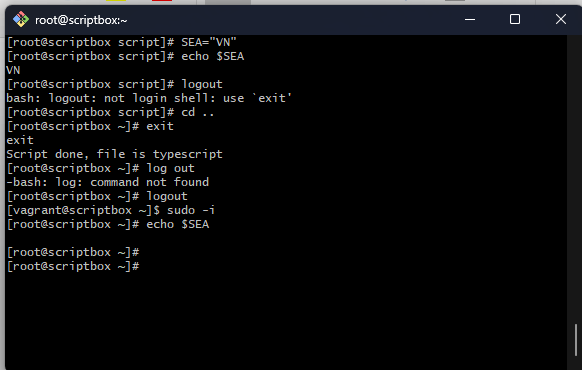 root@scriptbox:~
[root@scriptbox script]# SEA="VN"
[root@scriptbox script]# echo $SEA
VN
[root@scriptbox script]# logout
bash: logout: not login shell: use `exit'
[root@scriptbox script]# cd ..
[root@scriptbox ~]# exit
exit
Script done, file is typescript
[root@scriptbox ~]# log out
-bash: log: command not found
[root@scriptbox ~]# logout
[vagrant@scriptbox ~]$ sudo -i
[root@scriptbox ~]# echo $SEA
[root@scriptbox ~]#
[root@scriptbox ~]#